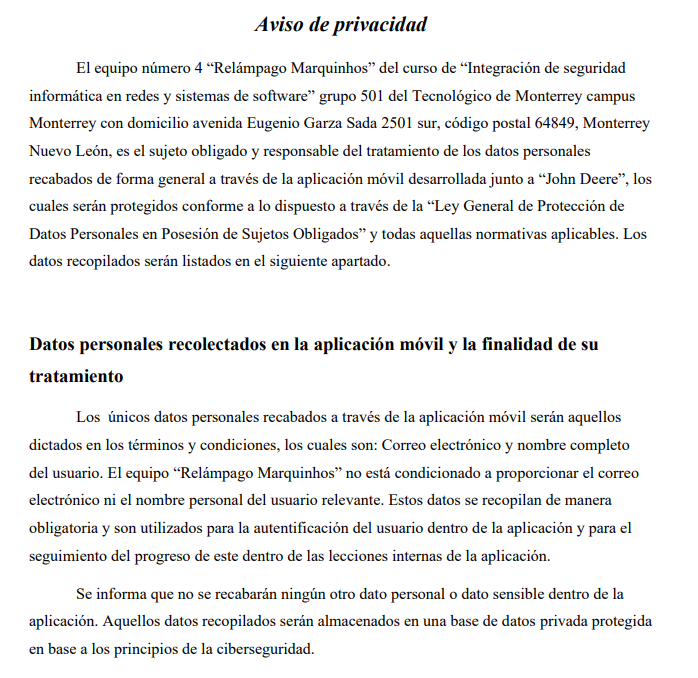 Aviso de privacidad
El equipo número 4 “Relámpago Marquinhos” del curso de “Integración de seguridad
informática en redes y sistemas de software” grupo 501 del Tecnológico de Monterrey campus
Monterrey con domicilio avenida Eugenio Garza Sada 2501 sur, código postal 64849, Monterrey
Nuevo León, es el sujeto obligado y responsable del tratamiento de los datos personales
recabados de forma general a través de la aplicación móvil desarrollada junto a “John Deere”, los
cuales serán protegidos conforme a lo dispuesto a través de la “Ley General de Protección de
Datos Personales en Posesión de Sujetos Obligados” y todas aquellas normativas aplicables. Los
datos recopilados serán listados en el siguiente apartado.
Datos personales recolectados en la aplicación móvil y la finalidad de su
tratamiento
Los  únicos datos personales recabados a través de la aplicación móvil serán aquellos
dictados en los términos y condiciones, los cuales son: Correo electrónico y nombre completo
del usuario. El equipo “Relámpago Marquinhos” no está condicionado a proporcionar el correo
electrónico ni el nombre personal del usuario relevante. Estos datos se recopilan de manera
obligatoria y son utilizados para la autentificación del usuario dentro de la aplicación y para el
seguimiento del progreso de este dentro de las lecciones internas de la aplicación.
Se informa que no se recabarán ningún otro dato personal o dato sensible dentro de la
aplicación. Aquellos datos recopilados serán almacenados en una base de datos privada protegida
en base a los principios de la ciberseguridad.